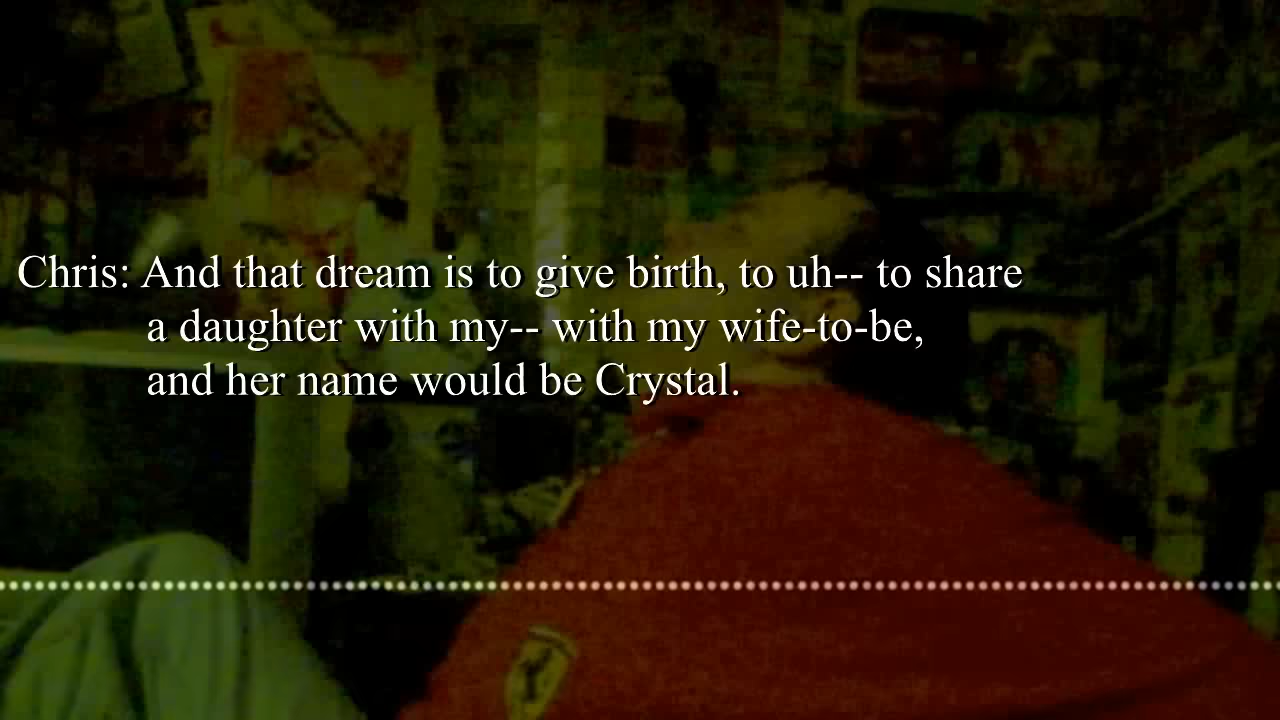 Chris: And that dream is to give birth, to uh-- to share
a daughter with my-- with my wife-to-be,
and her name would be Crystal.